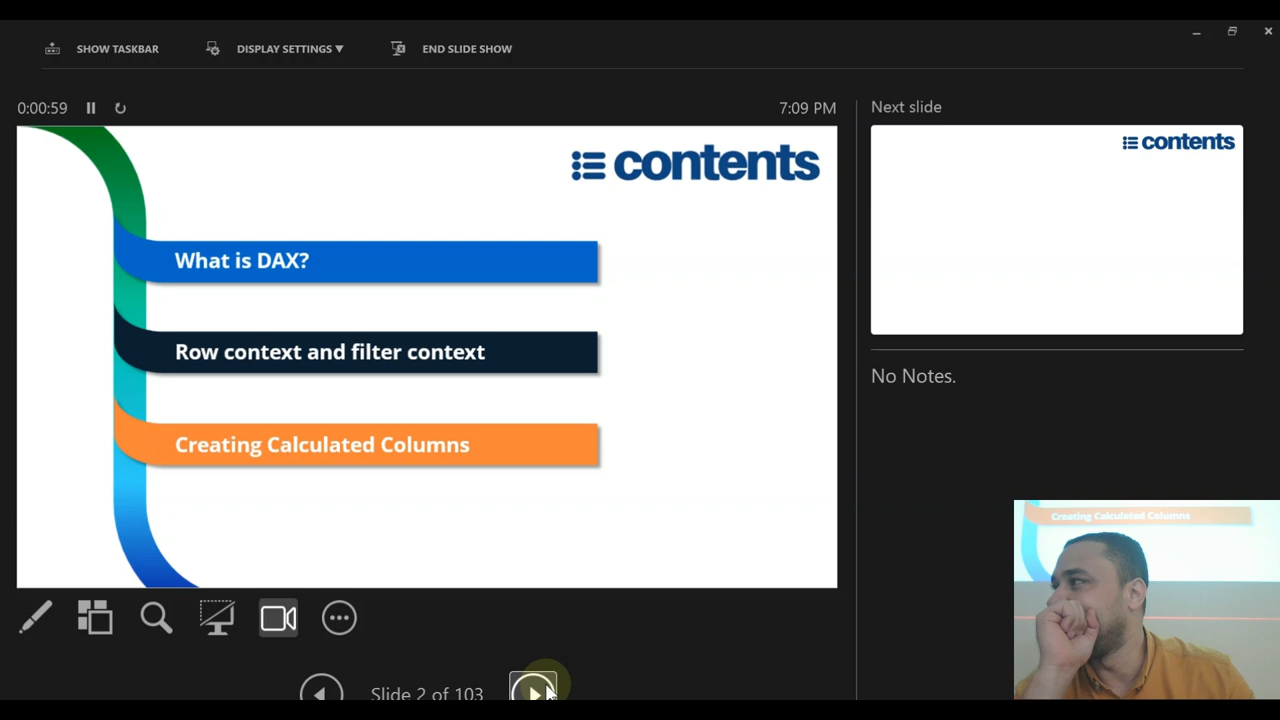 SHOW TASKBAR
DISPLAY SETTINGS ▼
END SLIDE SHOW
0:00:59
7:09 PM
Next slide
contents
What is DAX?
Row context and filter context
Creating Calculated Columns
contents
No Notes.
Creating Calculated Columns
Slide 2 of 103